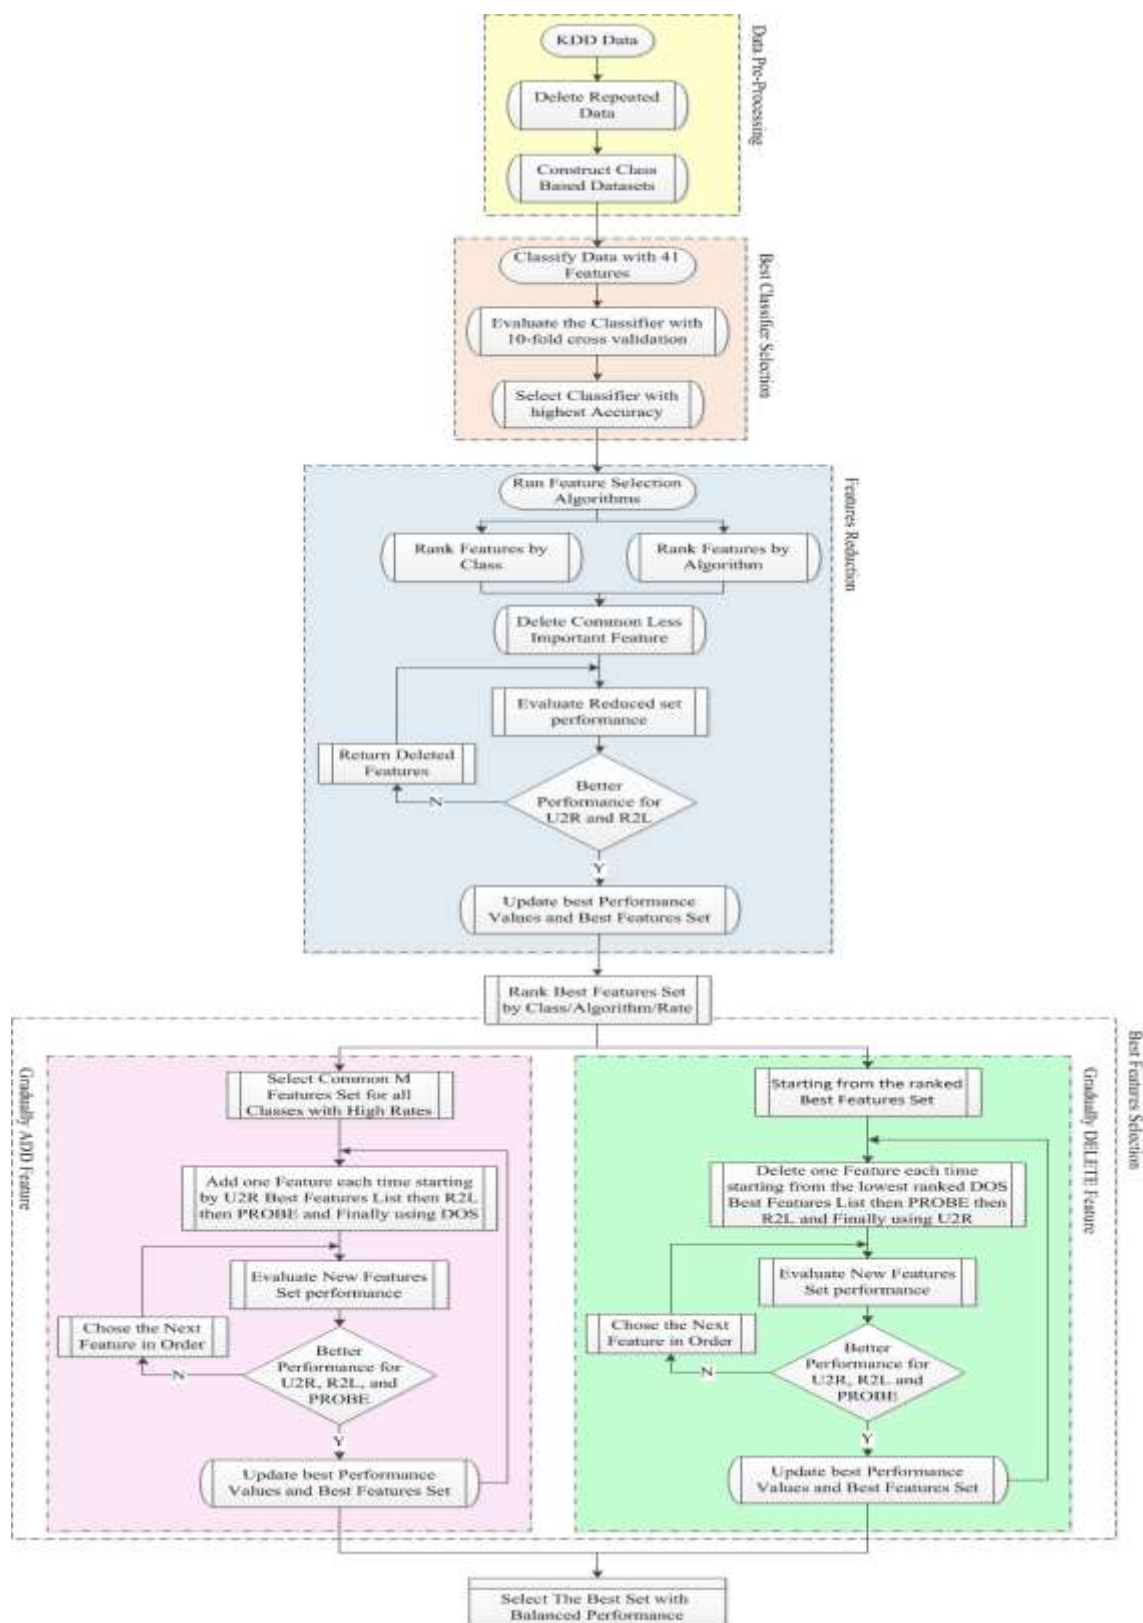 KDD Data
Delete Repeated
Data
Construct Class
Based Datasets
Data Pre-Processing
Classify Data with 41
Features
Evaluate the Classifier with
10-fold cross validation
Select Classifier with
highest Accuracy
Best Classifier Selection
Run Feature Selection
Algorithms
Rank Features by
Class
Rank Features by
Algorithm
Delete Common Less
Important Feature
Evaluate Reduced set
performance
Return Deleted
Features
Better
Performance for
U2R and R2L
N
Y
Update best Performance
Values and Best Features Set
Features Reduction
Rank Best Features Set
by Class/Algorithm/Rate
Best Features Selection
Gradually ADD Feature
Select Common M
Features Set for all
Classes with High Rates
Add one Feature each time starting
by U2R Best Features List then R2L
then PROBE and Finally using DOS
Evaluate New Features
Set performance
Chose the Next
Feature in Order
Better
Performance for
U2R, R2L, and
PROBE
N
Y
Update best Performance
Values and Best Features Set
Gradually DELETE Feature
Starting from the ranked
Best Features Set
Delete one Feature each time
starting from the lowest ranked DOS
Best Features List then PROBE then
R2L and Finally using U2R
Evaluate New Features
Set performance
Chose the Next
Feature in Order
Better
Performance for
U2R, R2L and
PROBE
N
Y
Update best Performance
Values and Best Features Set
Select The Best Set with
Balanced Performance